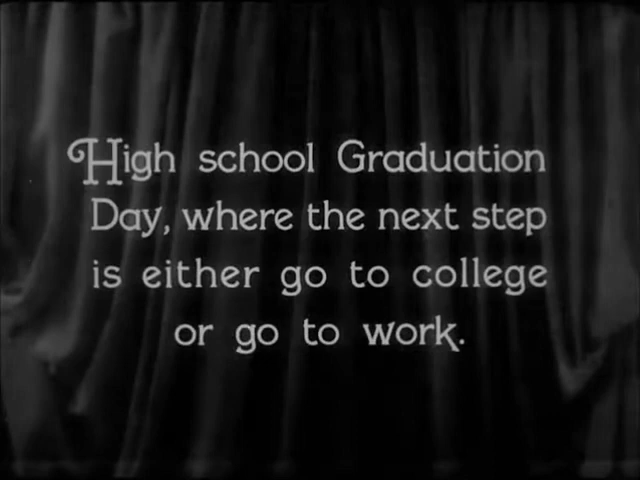 High school Graduation
Day, where the next step
is either go to college
or go to work.